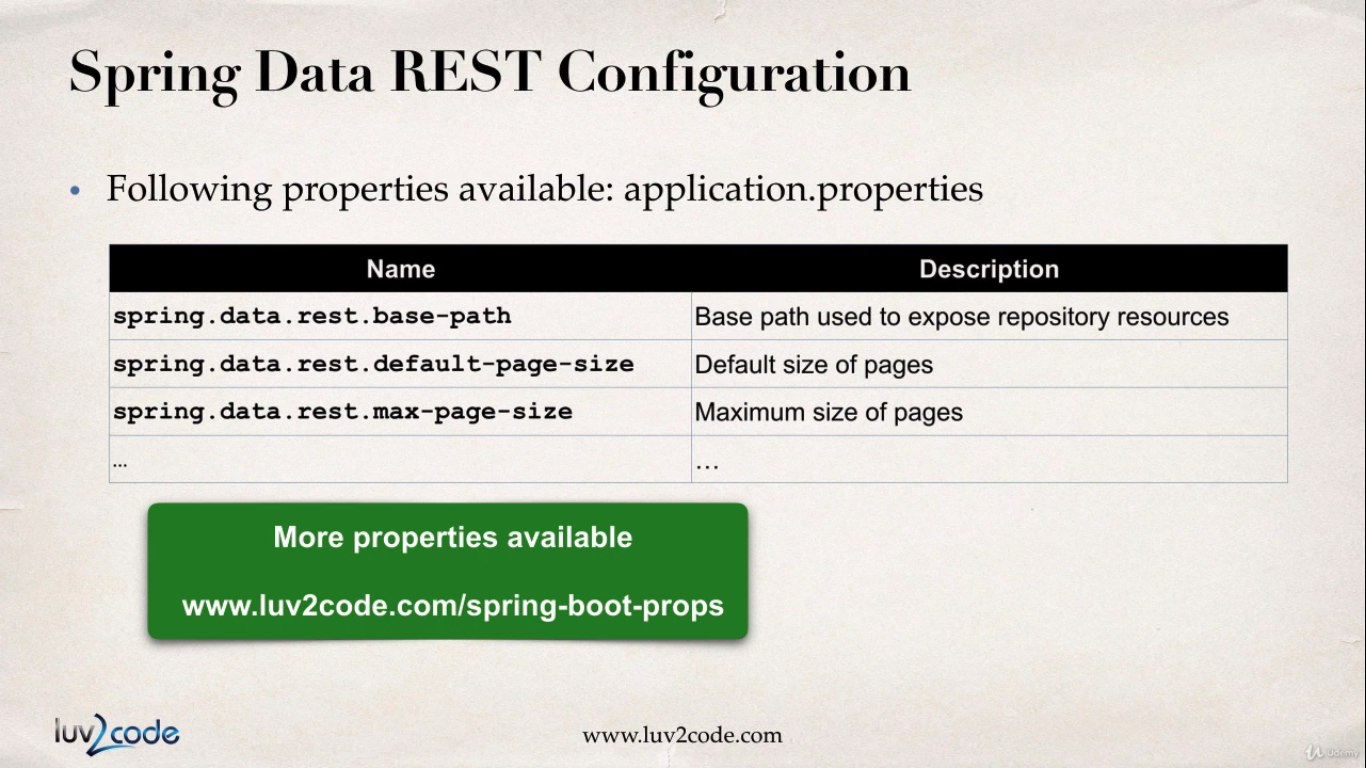 Spring Data REST Configuration
• Following properties available: application.properties
Name Description
spring.data.rest.base-path Base path used to expose repository resources
spring.data.rest.default-page-size Default size of pages
spring.data.rest.max-page-size Maximum size of pages
... ...
More properties available
www.luv2code.com/spring-boot-props
luv2code www.luv2code.com Udemy